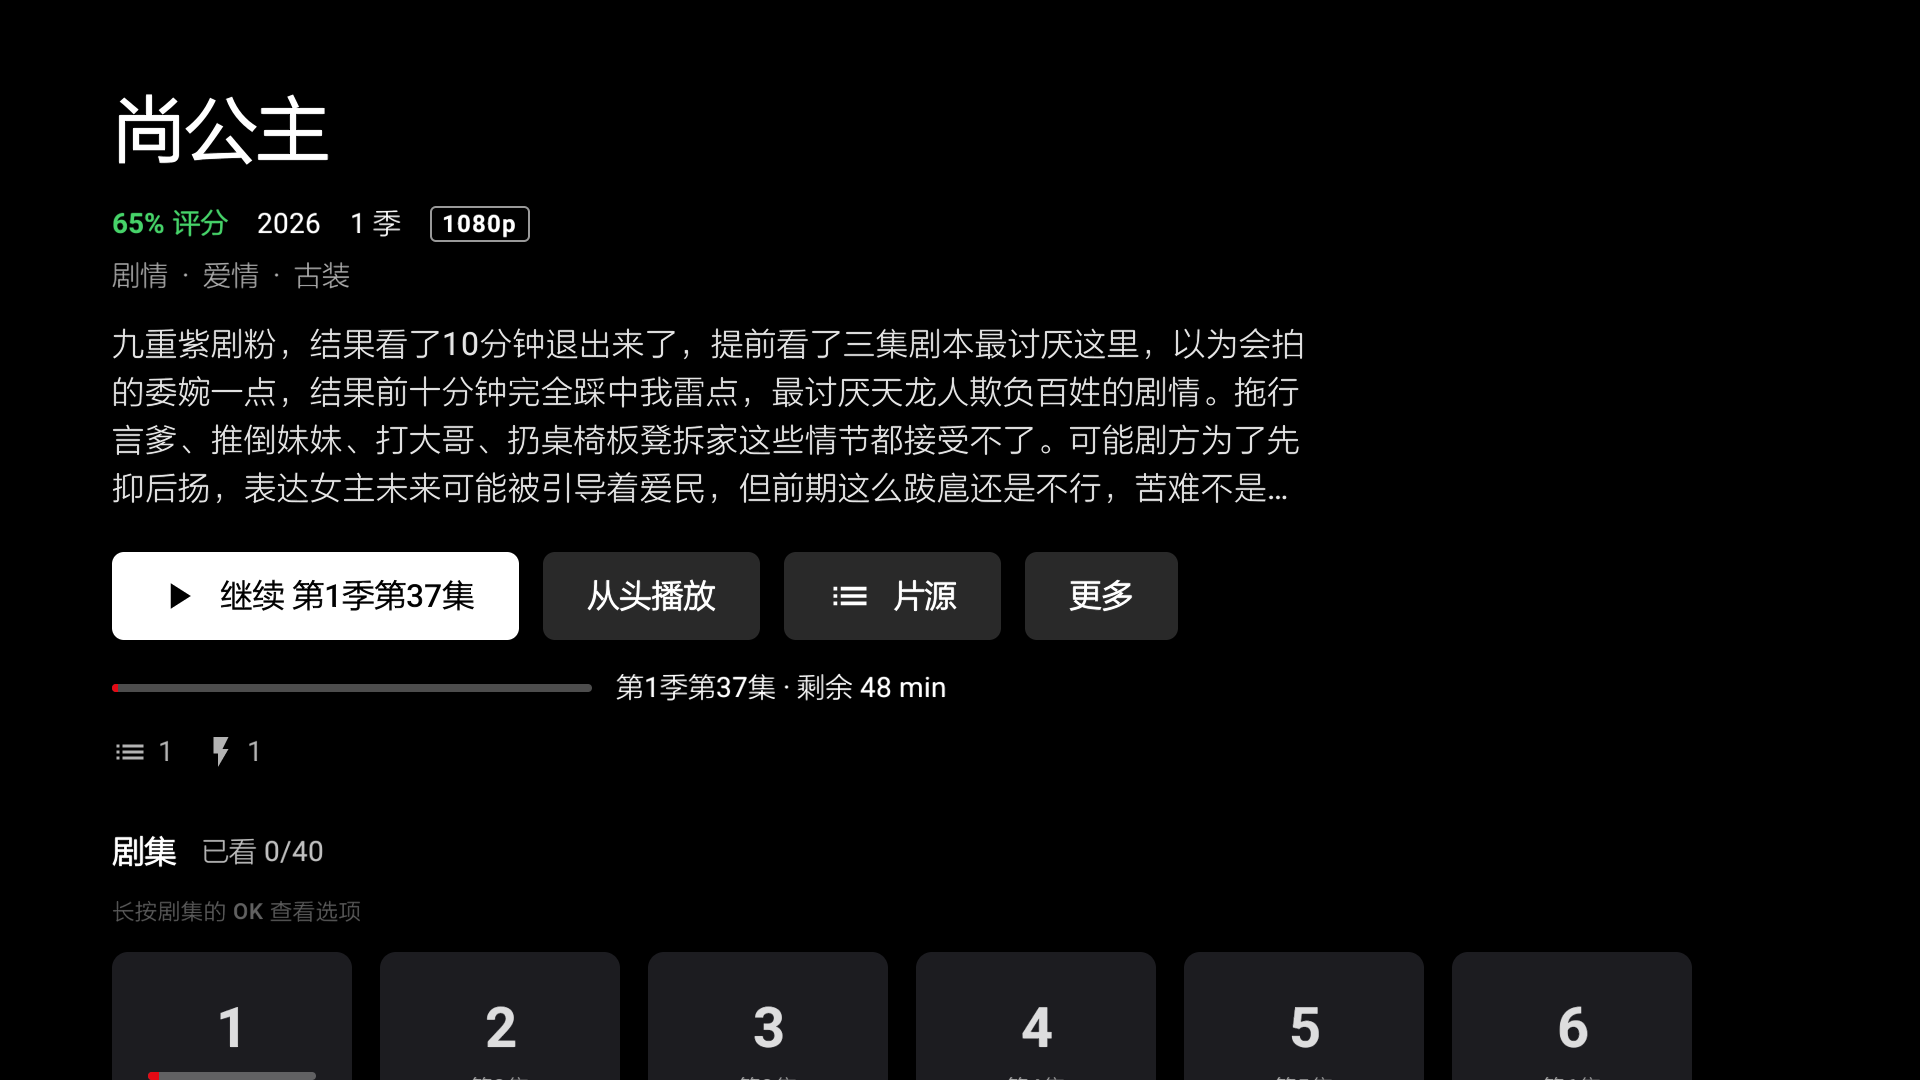 尚公主
65% 评分 2026 1 季 1080p
剧情 · 爱情 · 古装
九重紫剧粉，结果看了10分钟退出来了，提前看了三集剧本最讨厌这里，以为会拍
的委婉一点，结果前十分钟完全踩中我雷点，最讨厌天龙人欺负百姓的剧情。拖行
言爹、推倒妹妹、打大哥、扔桌椅板凳拆家这些情节都接受不了。可能剧方为了先
抑后扬，表达女主未来可能被引导着爱民，但前期这么跋扈还是不行，苦难不是...
继续 第1季第37集 从头播放 片源 更多
第1季第37集 · 剩余 48 min
1 1
剧集 已看 0/40
长按剧集的 OK 查看选项
1 2 3 4 5 6